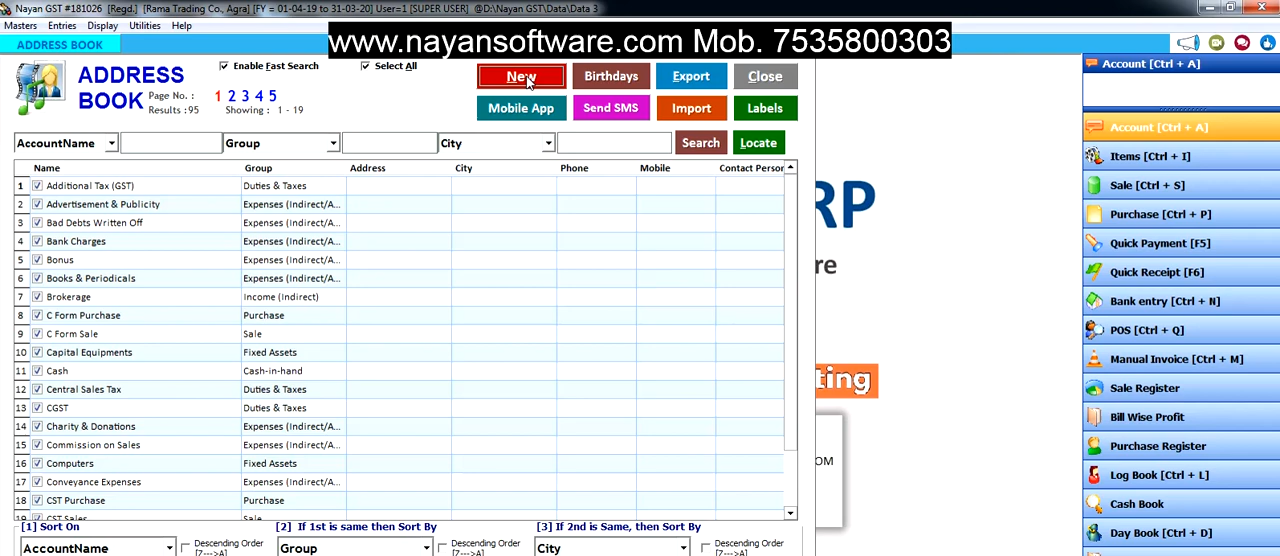 Nayan GST #181026 [Regd.] [Rama Trading Co., Agra] [FY = 01-04-19 to 31-03-20] User=1 [SUPER USER] @D:\Nayan GST\Data\Data 3
Masters Entries Display Utilities Help
www.nayansoftware.com Mob. 7535800303
ADDRESS BOOK
ADDRESS
BOOK
Enable Fast Search
Select All
Page No. : 1 2 3 4 5
Results : 95 Showing : 1 - 19
New Birthdays Export Close
Mobile App Send SMS Import Labels
AccountName Group City Search Locate
Name Group Address City Phone Mobile Contact Person
1 Additional Tax (GST) Duties & Taxes
2 Advertisement & Publicity Expenses (Indirect/A...
3 Bad Debts Written Off Expenses (Indirect/A...
4 Bank Charges Expenses (Indirect/A...
5 Bonus Expenses (Indirect/A...
6 Books & Periodicals Expenses (Indirect/A...
7 Brokerage Income (Indirect)
8 C Form Purchase Purchase
9 C Form Sale Sale
10 Capital Equipments Fixed Assets
11 Cash Cash-in-hand
12 Central Sales Tax Duties & Taxes
13 CGST Duties & Taxes
14 Charity & Donations Expenses (Indirect/A...
15 Commission on Sales Expenses (Indirect/A...
16 Computers Fixed Assets
17 Conveyance Expenses Expenses (Indirect/A...
18 CST Purchase Purchase
19 CST Sales Sale
[1] Sort On [2] If 1st is same then Sort By [3] If 2nd is Same, then Sort By
AccountName Descending Order [Z--->A] Group Descending Order [Z--->A] City Descending Order [Z--->A]
RP
re
ting
OM
Account [Ctrl + A]
Account [Ctrl + A]
Items [Ctrl + I]
Sale [Ctrl + S]
Purchase [Ctrl + P]
Quick Payment [F5]
Quick Receipt [F6]
Bank entry [Ctrl + N]
POS [Ctrl + Q]
Manual Invoice [Ctrl + M]
Sale Register
Bill Wise Profit
Purchase Register
Log Book [Ctrl + L]
Cash Book
Day Book [Ctrl + D]